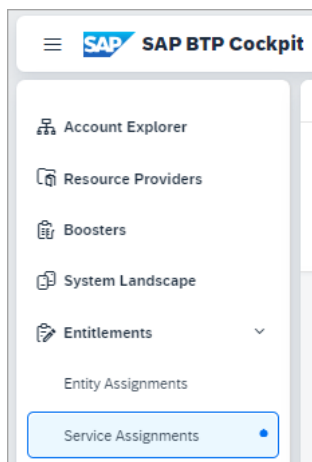 SAP SAP BTP Cockpit
Account Explorer
Resource Providers
Boosters
System Landscape
Entitlements
Entity Assignments
Service Assignments